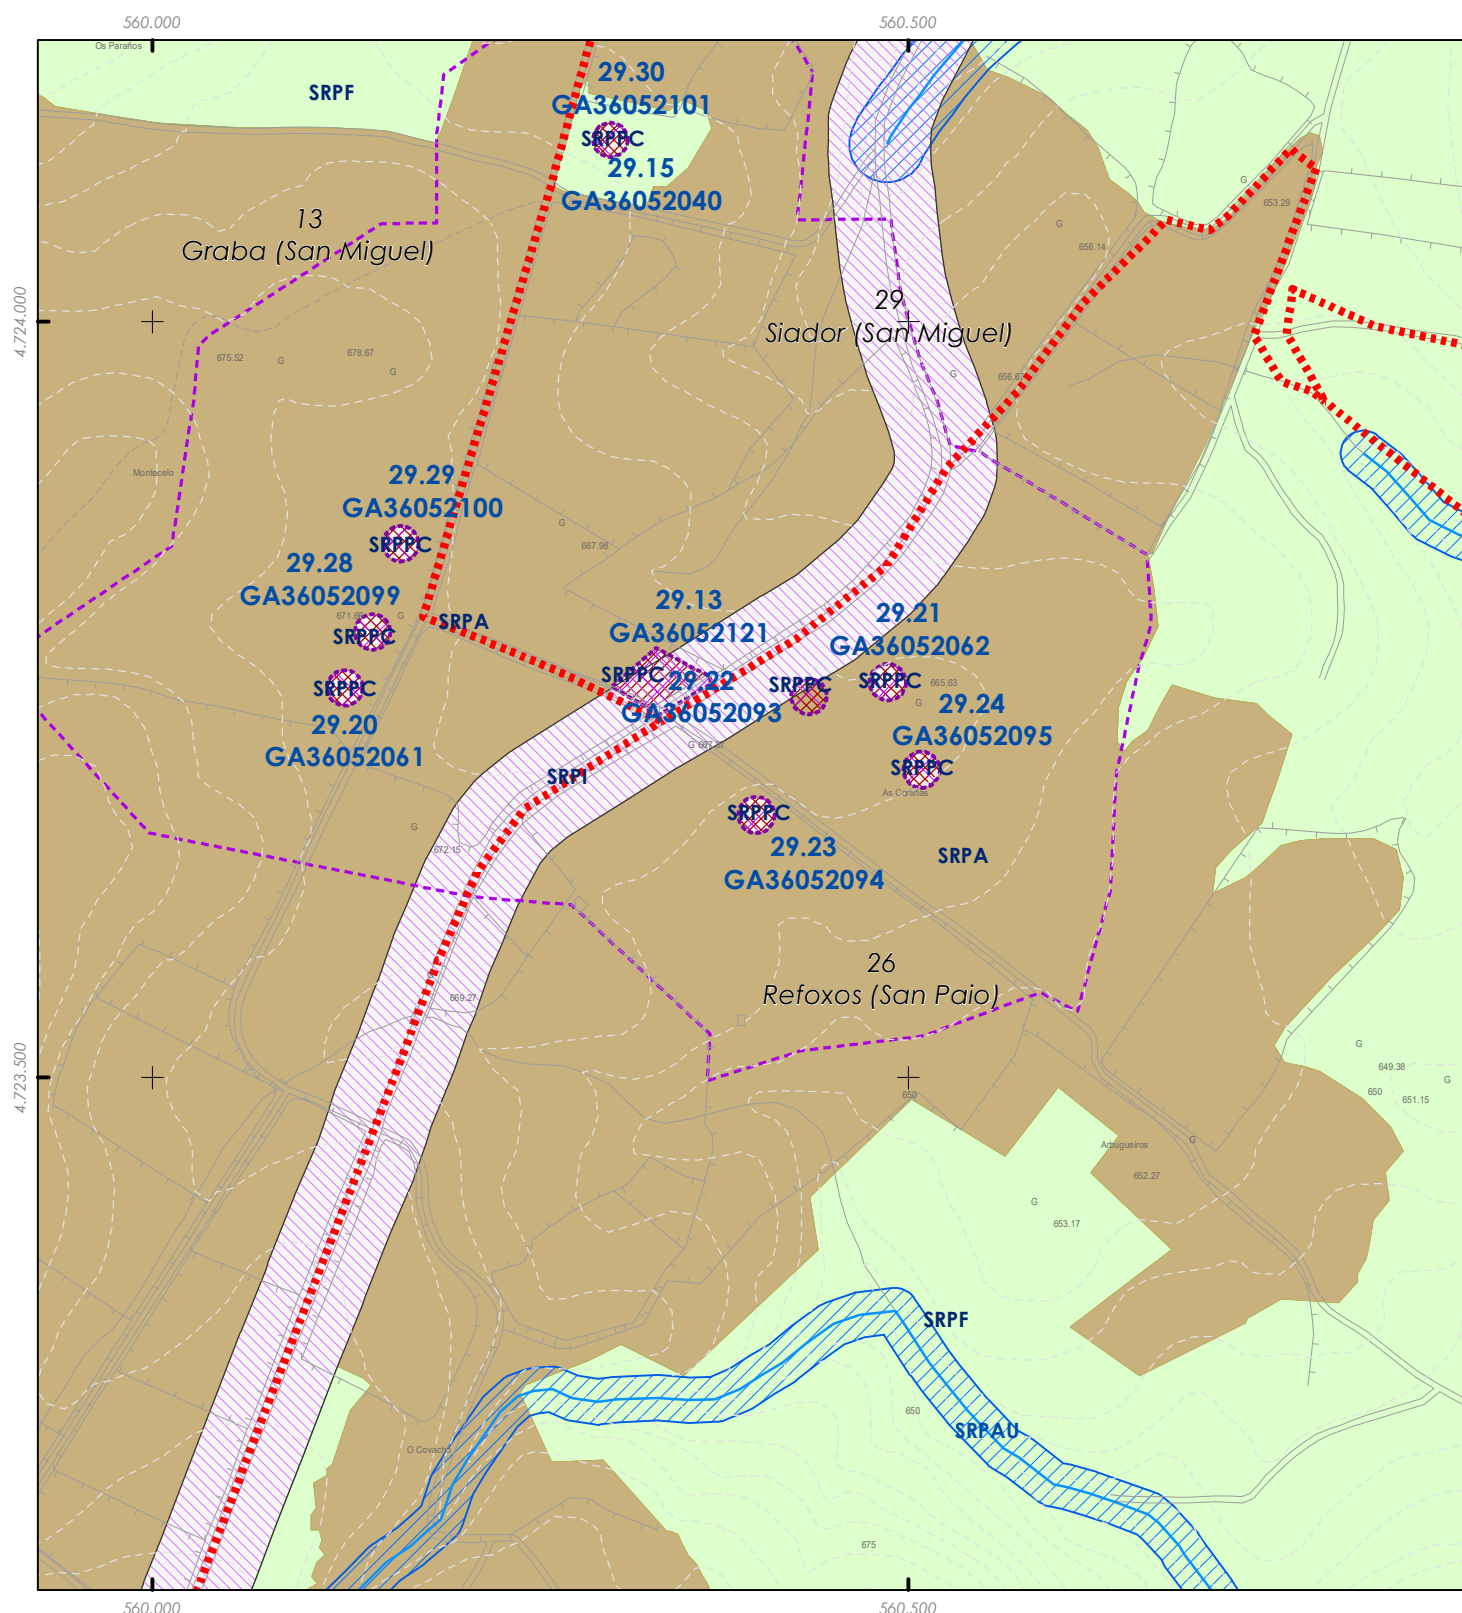 560.000
560.500
Os Paraños
SRPF
29.30
GA36052101
SRPPC
29.15
GA36052040
G
653.29
13
Graba (San Miguel)
G
656.14
29
Siador (San Miguel)
4.724.000
675.52
G
678.67
G
G
656.67
Montecelo
29.29
GA36052100
SRPPC
G
667.98
29.28
GA36052099
671.66
G
SRPPC
SRPA
29.13
GA36052121
29.21
GA36052062
SRPPC
29.22
GA36052093
SRPPC
SRPPC
665.63
G
SRPPC
29.20
GA36052061
29.24
GA36052095
G
SRPPC
As Cortiñas
SRPI
SRPPC
29.23
GA36052094
G
672.15
SRPA
26
Refoxos (San Paio)
G
669.27
4.723.500
650
G
649.38
G
650
651.15
Arbugueiros
G
652.27
G
653.17
SRPF
650
SRPAU
O Covacho
675
560.000
560.500